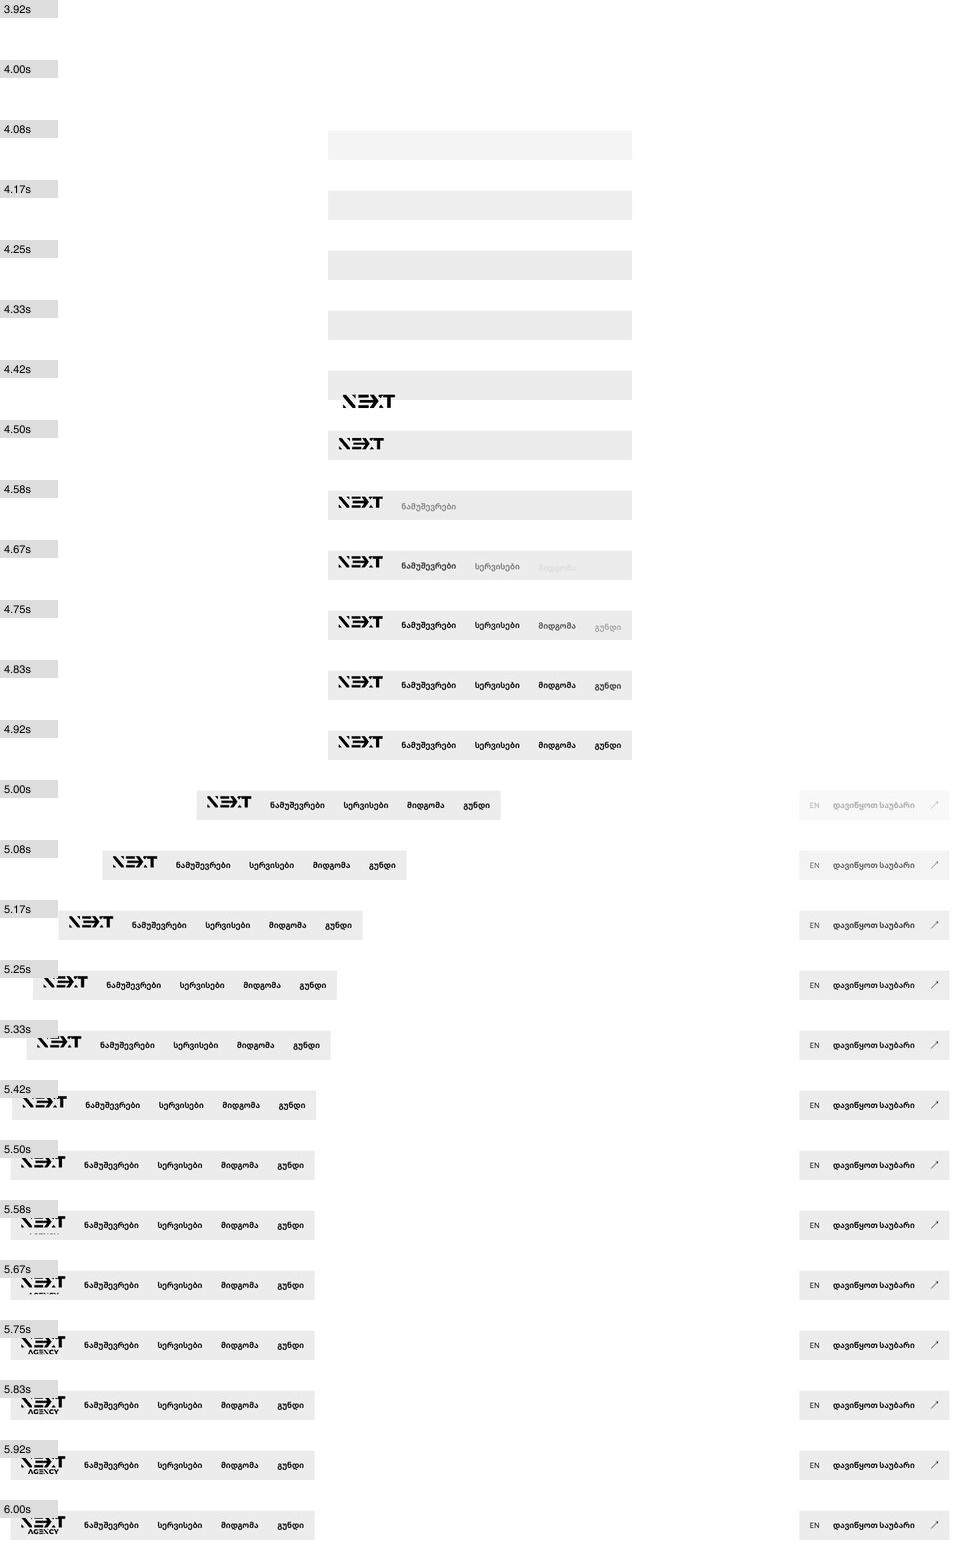 3.92s
4.00s
4.08s
4.17s
4.25s
4.33s
4.42s
NEXT
4.50s
NEXT
4.58s
NEXT ნამუშევრები
4.67s
NEXT ნამუშევრები სერვისები მიდგომა
4.75s
NEXT ნამუშევრები სერვისები მიდგომა გუნდი
4.83s
NEXT ნამუშევრები სერვისები მიდგომა გუნდი
4.92s
NEXT ნამუშევრები სერვისები მიდგომა გუნდი
5.00s
NEXT ნამუშევრები სერვისები მიდგომა გუნდი EN დავიწყოთ საუბარი
5.08s
NEXT ნამუშევრები სერვისები მიდგომა გუნდი EN დავიწყოთ საუბარი
5.17s
NEXT ნამუშევრები სერვისები მიდგომა გუნდი EN დავიწყოთ საუბარი
5.25s
NEXT ნამუშევრები სერვისები მიდგომა გუნდი EN დავიწყოთ საუბარი
5.33s
NEXT ნამუშევრები სერვისები მიდგომა გუნდი EN დავიწყოთ საუბარი
5.42s
NEXT ნამუშევრები სერვისები მიდგომა გუნდი EN დავიწყოთ საუბარი
5.50s
NEXT ნამუშევრები სერვისები მიდგომა გუნდი EN დავიწყოთ საუბარი
5.58s
NEXT ნამუშევრები სერვისები მიდგომა გუნდი EN დავიწყოთ საუბარი
5.67s
NEXT ნამუშევრები სერვისები მიდგომა გუნდი EN დავიწყოთ საუბარი
5.75s
NEXT ნამუშევრები სერვისები მიდგომა გუნდი EN დავიწყოთ საუბარი
AGENCY
5.83s
NEXT ნამუშევრები სერვისები მიდგომა გუნდი EN დავიწყოთ საუბარი
AGENCY
5.92s
NEXT ნამუშევრები სერვისები მიდგომა გუნდი EN დავიწყოთ საუბარი
AGENCY
6.00s
NEXT ნამუშევრები სერვისები მიდგომა გუნდი EN დავიწყოთ საუბარი
AGENCY